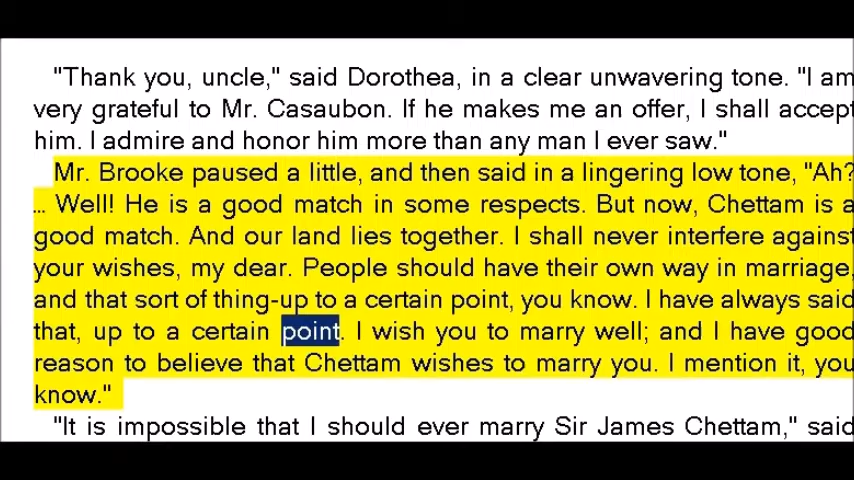 "Thank you, uncle," said Dorothea, in a clear unwavering tone. "I am
very grateful to Mr. Casaubon. If he makes me an offer, I shall accept
him. I admire and honor him more than any man I ever saw."
Mr. Brooke paused a little, and then said in a lingering low tone, "Ah?
... Well! He is a good match in some respects. But now, Chettam is a
good match. And our land lies together. I shall never interfere against
your wishes, my dear. People should have their own way in marriage,
and that sort of thing-up to a certain point, you know. I have always said
that, up to a certain point. I wish you to marry well; and I have good
reason to believe that Chettam wishes to marry you. I mention it, you
know."
"It is impossible that I should ever marry Sir James Chettam," said